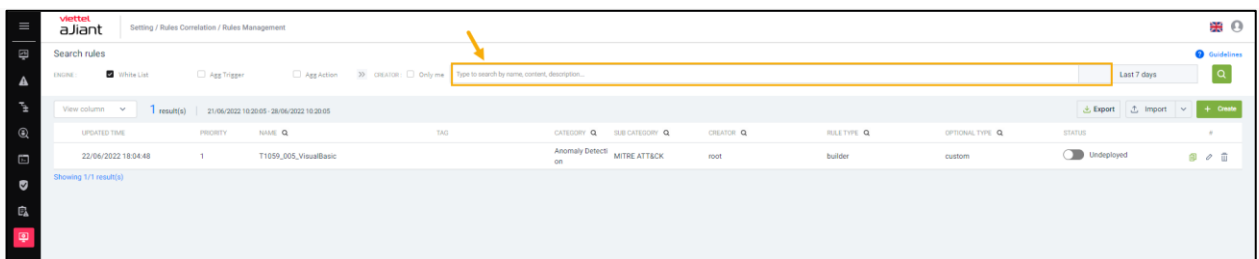 viettel
aJiant
Setting / Rules Correlation / Rules Management
Search rules
Guidelines
ENGINE: White List Agg Trigger Agg Action CREATOR: Only me Type to search by name, content, description... Last 7 days
View column 1 result(s) 21/06/2022 10:20:05 - 28/06/2022 10:20:05 Export Import + Create
UPDATED TIME PRIORITY NAME TAG CATEGORY SUB CATEGORY CREATOR RULE TYPE OPTIONAL TYPE STATUS #
22/06/2022 18:04:48 1 T1059_005_VisualBasic Anomaly Detecti MITRE ATT&CK root builder custom Undeployed
on
Showing 1/1 result(s)